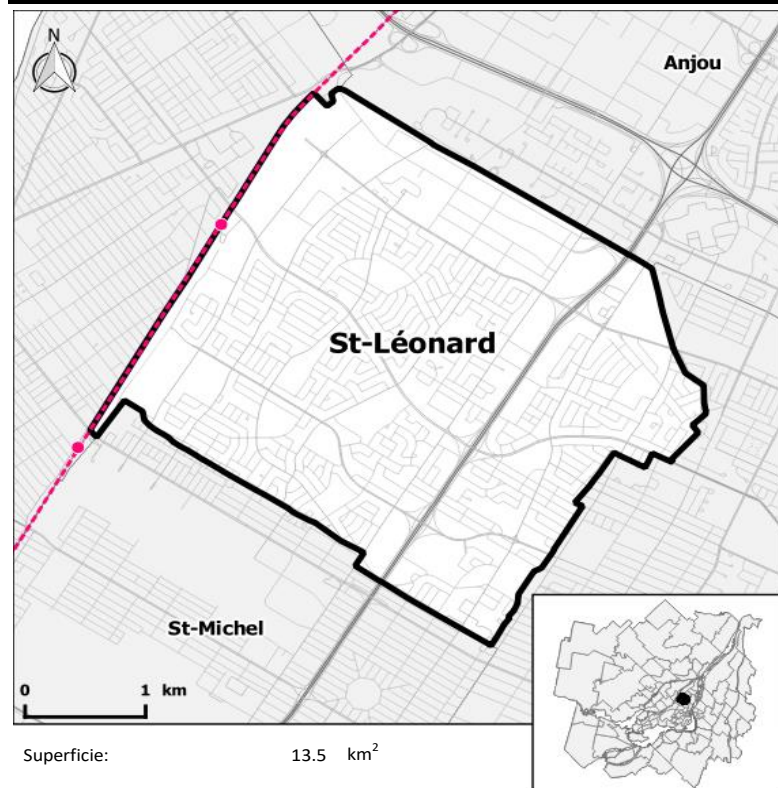 N
Anjou
St-Léonard
St-Michel
0 1 km
Superficie: 13.5 km²